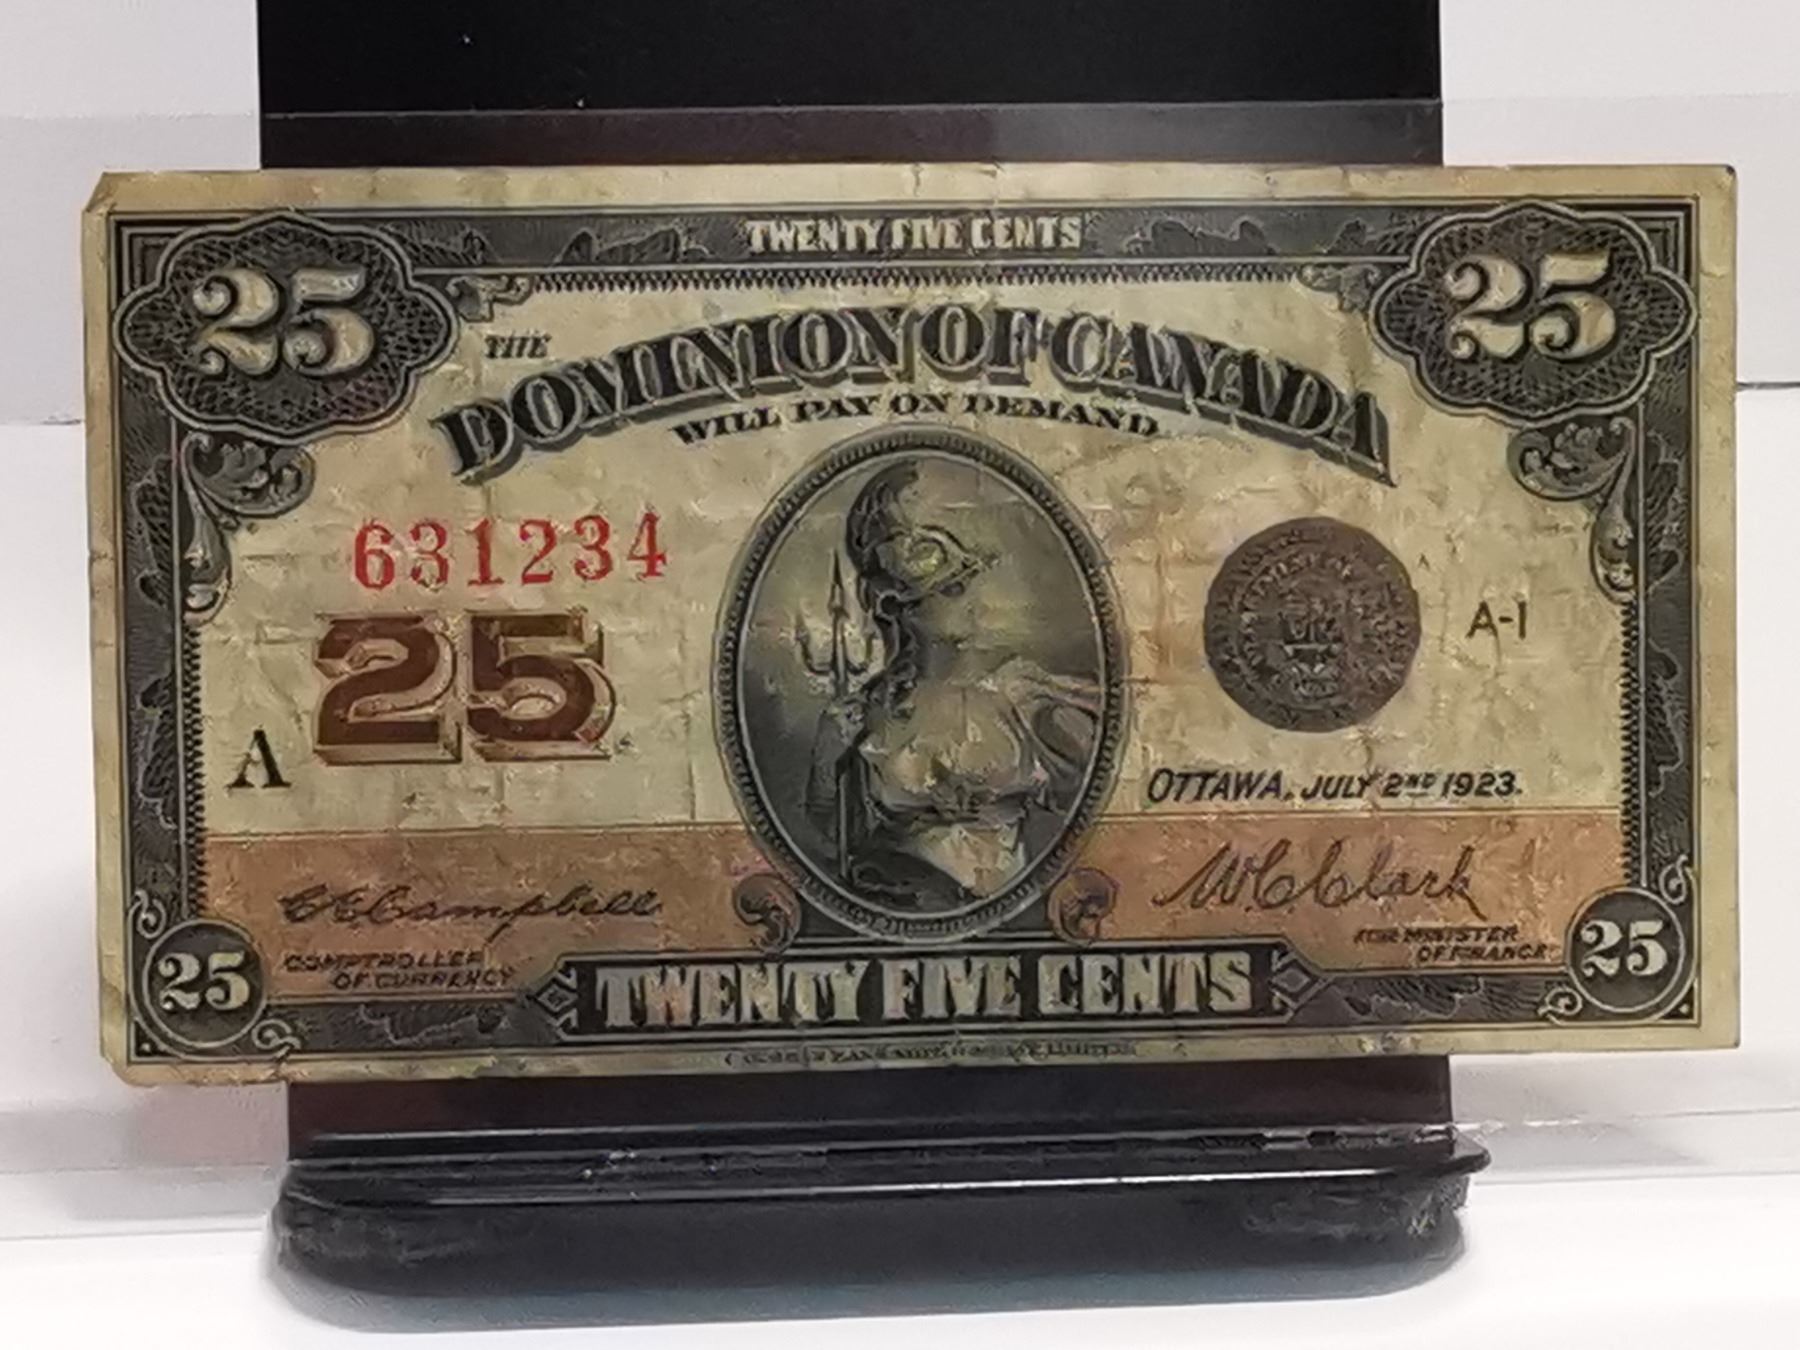 TWENTY FIVE CENTS
25 25
THE
DOMINION OF CANADA
WILL PAY ON DEMAND
631234
25
A-1
A
OTTAWA, JULY 2ND 1923.
C.E. Campbell W.C. Clark
COMPTROLLER
OF CURRENCY
FOR MINISTER
OF FINANCE
25 TWENTY FIVE CENTS 25